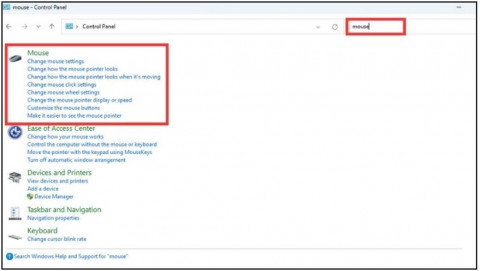 mouse - Control Panel
Control Panel
mouse
Mouse
Change mouse settings
Change how the mouse pointer looks
Change how the mouse pointer looks when it's moving
Change mouse click settings
Change mouse wheel settings
Change the mouse pointer display or speed
Customize the mouse buttons
Make it easier to see the mouse pointer
Ease of Access Center
Change how your mouse works
Control the computer without the mouse or keyboard
Move the pointer with the keypad using MouseKeys
Turn off automatic window arrangement
Devices and Printers
View devices and printers
Add a device
Device Manager
Taskbar and Navigation
Navigation properties
Keyboard
Change cursor blink rate
Search Windows Help and Support for "mouse"